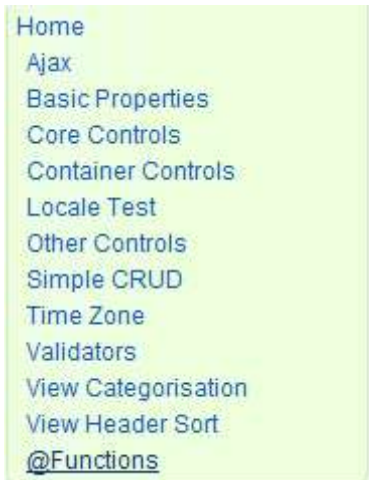 Home
Ajax
Basic Properties
Core Controls
Container Controls
Locale Test
Other Controls
Simple CRUD
Time Zone
Validators
View Categorisation
View Header Sort
@Functions